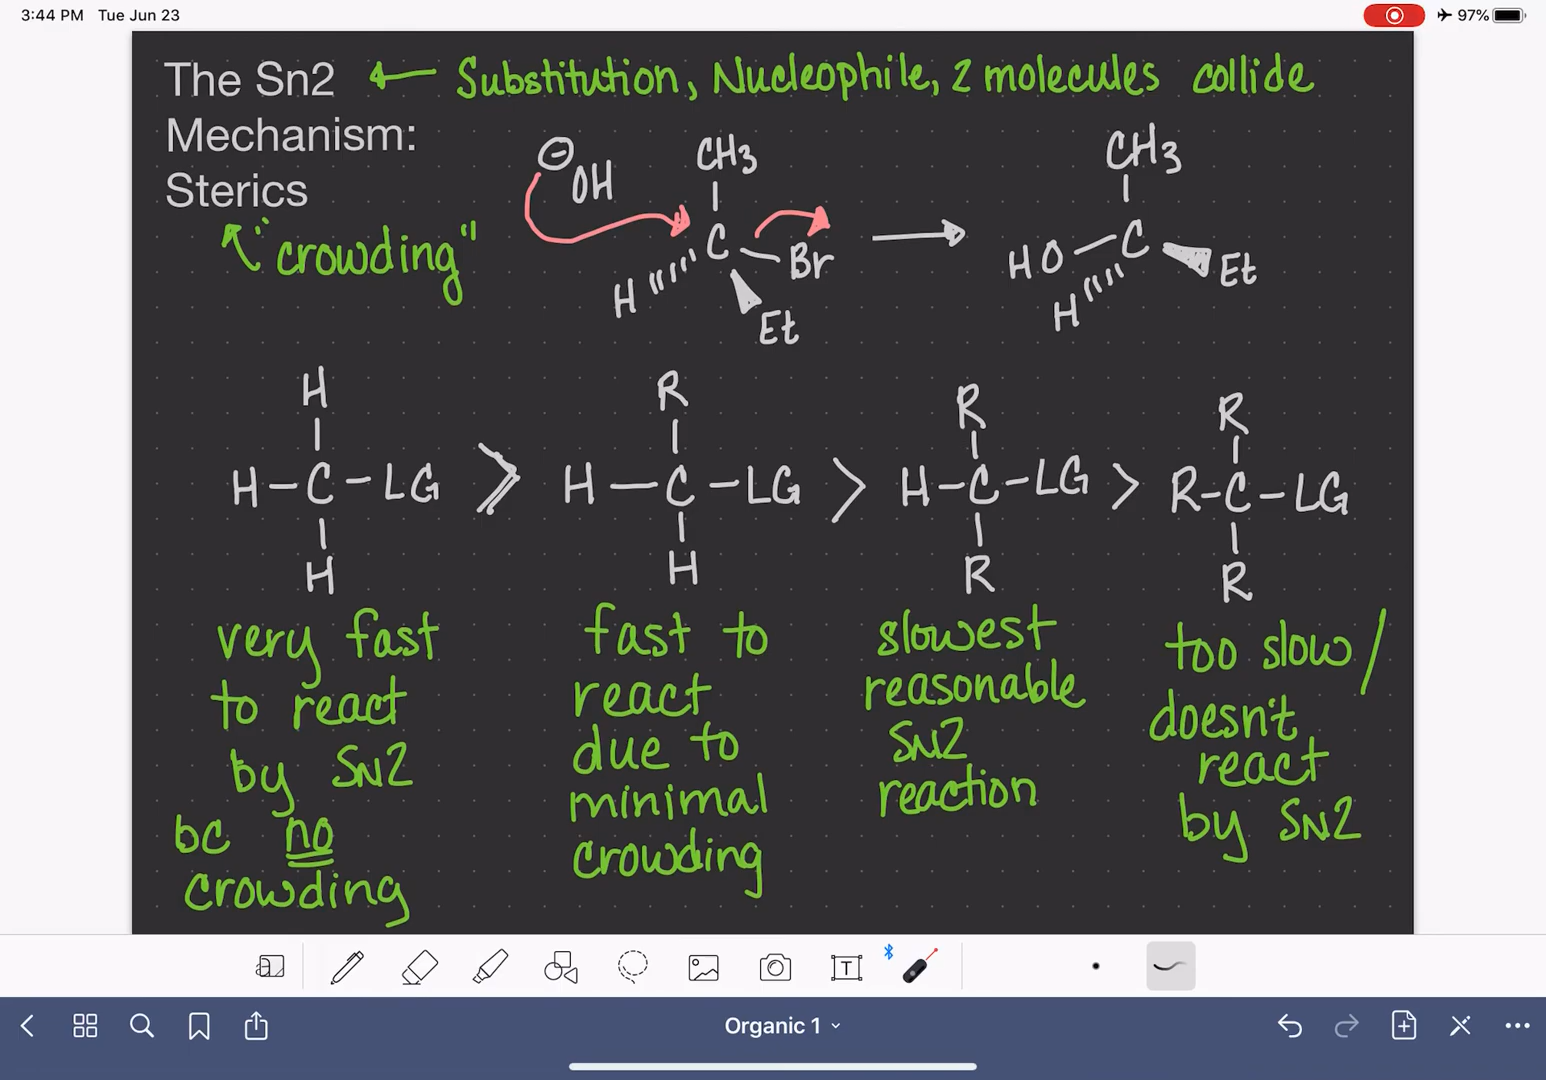 3:44 PM Tue Jun 23
97%
The Sn2 ← Substitution, Nucleophile, 2 molecules collide
Mechanism:
Sterics
"crowding"
⊖
OH
CH3
C
Br
H
Et
→
CH3
HO-C
Et
H
H
H-C-LG
H
>
R
H-C-LG
H
>
R
H-C-LG
R
>
R
R-C-LG
R
very fast
to react
by SN2
bc no
crowding
fast to
react
due to
minimal
crowding
slowest
reasonable
SN2
reaction
too slow/
doesn't
react
by SN2
T
Organic 1